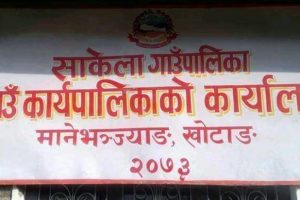 साकेला गाउँपालिका
कार्यपालिकाको
मानेभञ्ज्याङ, खोटाङ
२०७३